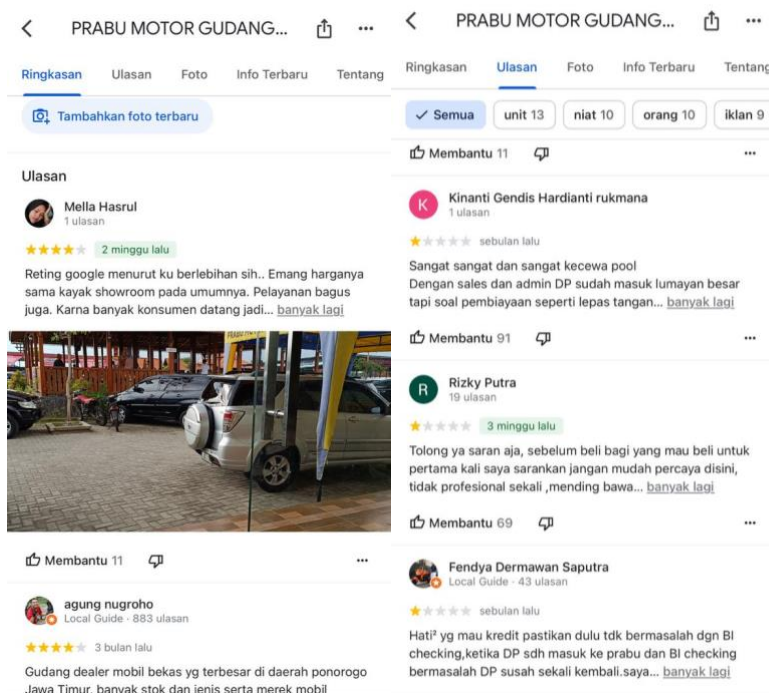 PRABU MOTOR GUDANG...
Ringkasan Ulasan Foto Info Terbaru Tentang
Tambahkan foto terbaru
Ulasan
Mella Hasrul
1 ulasan
2 minggu lalu
Reting google menurut ku berlebihan sih.. Emang harganya
sama kayak showroom pada umumnya. Pelayanan bagus
juga. Karna banyak konsumen datang jadi... banyak lagi
Membantu 11
agung nugroho
Local Guide · 883 ulasan
3 bulan lalu
Gudang dealer mobil bekas yg terbesar di daerah ponorogo
Jawa Timur, banyak stok dan jenis serta merek mobil
PRABU MOTOR GUDANG...
Ringkasan Ulasan Foto Info Terbaru Tentang
Semua unit 13 niat 10 orang 10 iklan 9
Membantu 11
K
Kinanti Gendis Hardianti rukmana
1 ulasan
sebulan lalu
Sangat sangat dan sangat kecewa pool
Dengan sales dan admin DP sudah masuk lumayan besar
tapi soal pembiayaan seperti lepas tangan... banyak lagi
Membantu 91
R
Rizky Putra
19 ulasan
3 minggu lalu
Tolong ya saran aja, sebelum beli bagi yang mau beli untuk
pertama kali saya sarankan jangan mudah percaya disini,
tidak profesional sekali ,mending bawa... banyak lagi
Membantu 69
Fendya Dermawan Saputra
Local Guide · 43 ulasan
sebulan lalu
Hati² yg mau kredit pastikan dulu tdk bermasalah dgn BI
checking,ketika DP sdh masuk ke prabu dan BI checking
bermasalah DP susah sekali kembali.saya... banyak lagi